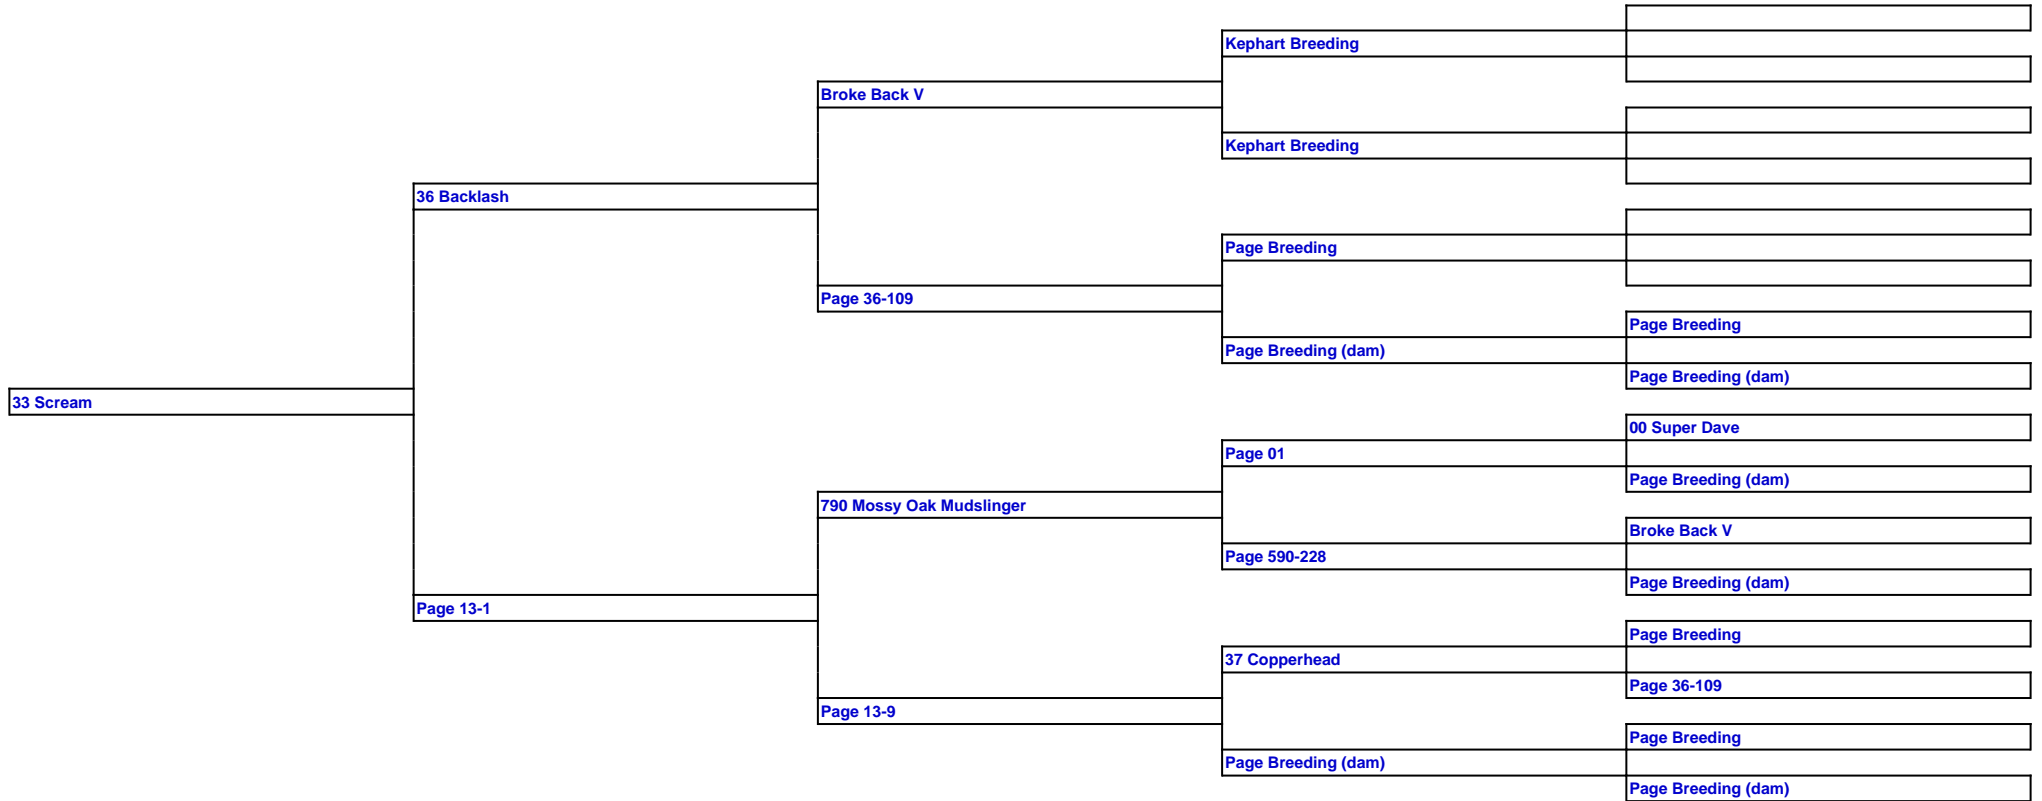 Kephart Breeding
Broke Back V
Kephart Breeding
36 Backlash
Page Breeding
Page 36-109
Page Breeding
Page Breeding (dam)
Page Breeding (dam)
33 Scream
00 Super Dave
Page 01
Page Breeding (dam)
790 Mossy Oak Mudslinger
Broke Back V
Page 590-228
Page Breeding (dam)
Page 13-1
Page Breeding
37 Copperhead
Page 36-109
Page 13-9
Page Breeding
Page Breeding (dam)
Page Breeding (dam)